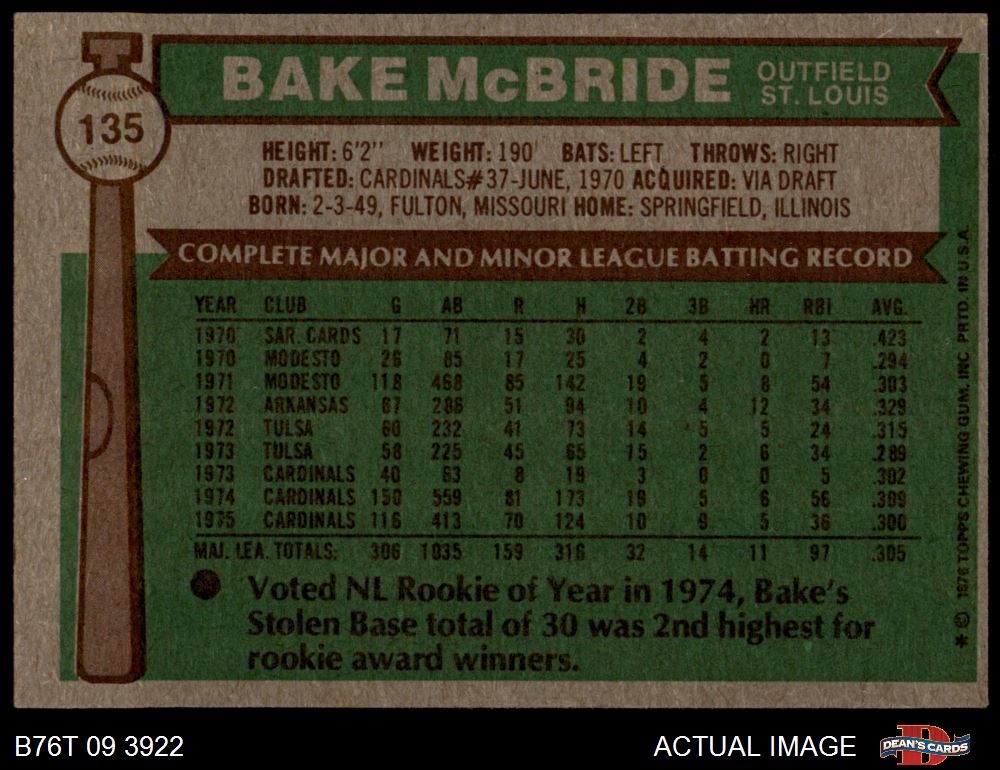 135
BAKE McBRIDE OUTFIELD ST. LOUIS
HEIGHT: 6'2" WEIGHT: 190 BATS: LEFT THROWS: RIGHT
DRAFTED: CARDINALS#37-JUNE, 1970 ACQUIRED: VIA DRAFT
BORN: 2-3-49, FULTON, MISSOURI HOME: SPRINGFIELD, ILLINOIS
COMPLETE MAJOR AND MINOR LEAGUE BATTING RECORD
YEAR CLUB G AB R H 2B 3B HR RBI AVG.
1970 SAR. CARDS 17 71 15 30 2 4 2 13 .423
1970 MODESTO 26 85 17 25 4 2 0 7 .294
1971 MODESTO 118 468 85 142 19 5 8 54 .303
1972 ARKANSAS 67 286 51 94 10 4 12 34 .329
1972 TULSA 60 232 41 73 14 5 5 24 .315
1973 TULSA 58 225 45 65 15 2 6 34 .289
1973 CARDINALS 40 63 8 19 3 0 0 5 .302
1974 CARDINALS 150 559 81 173 19 5 6 56 .309
1975 CARDINALS 116 413 70 124 10 9 5 36 .300
MAJ. LEA. TOTALS: 306 1035 159 316 32 14 11 97 .305
Voted NL Rookie of Year in 1974, Bake's
Stolen Base total of 30 was 2nd highest for
rookie award winners.
* © 1976 TOPPS CHEWING GUM, INC. PRTD. IN U.S.A.
B76T 09 3922
ACTUAL IMAGE
D
DEAN'S CARDS